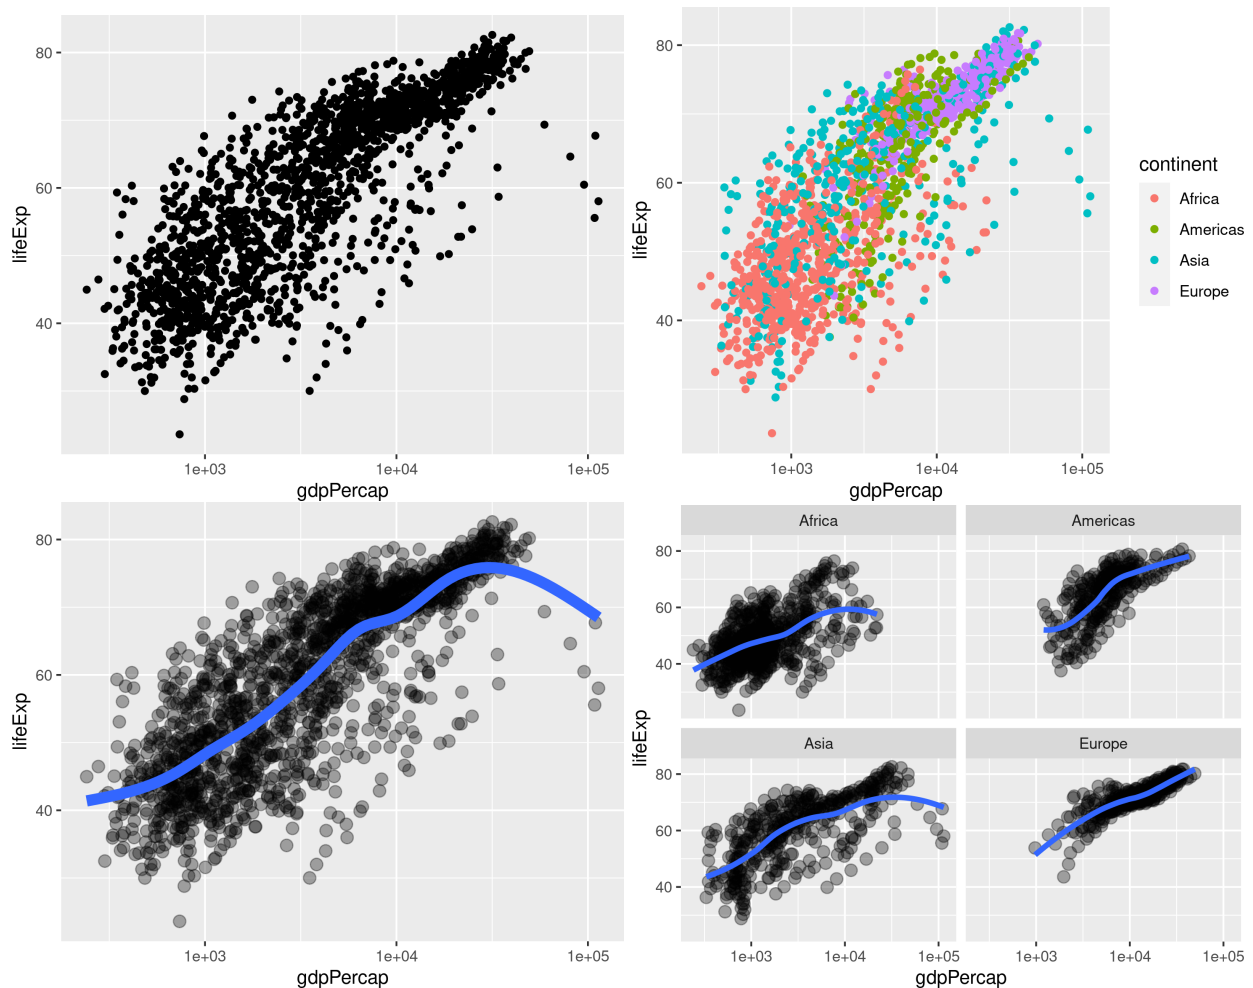 80
60
40
lifeExp
1e+03 1e+04 1e+05
gdpPercap
80
60
40
lifeExp
1e+03 1e+04 1e+05
gdpPercap
continent
Africa
Americas
Asia
Europe
80
60
40
lifeExp
1e+03 1e+04 1e+05
gdpPercap
Africa Americas
80
60
40
lifeExp
Asia Europe
80
60
40
1e+03 1e+04 1e+05 1e+03 1e+04 1e+05
gdpPercap